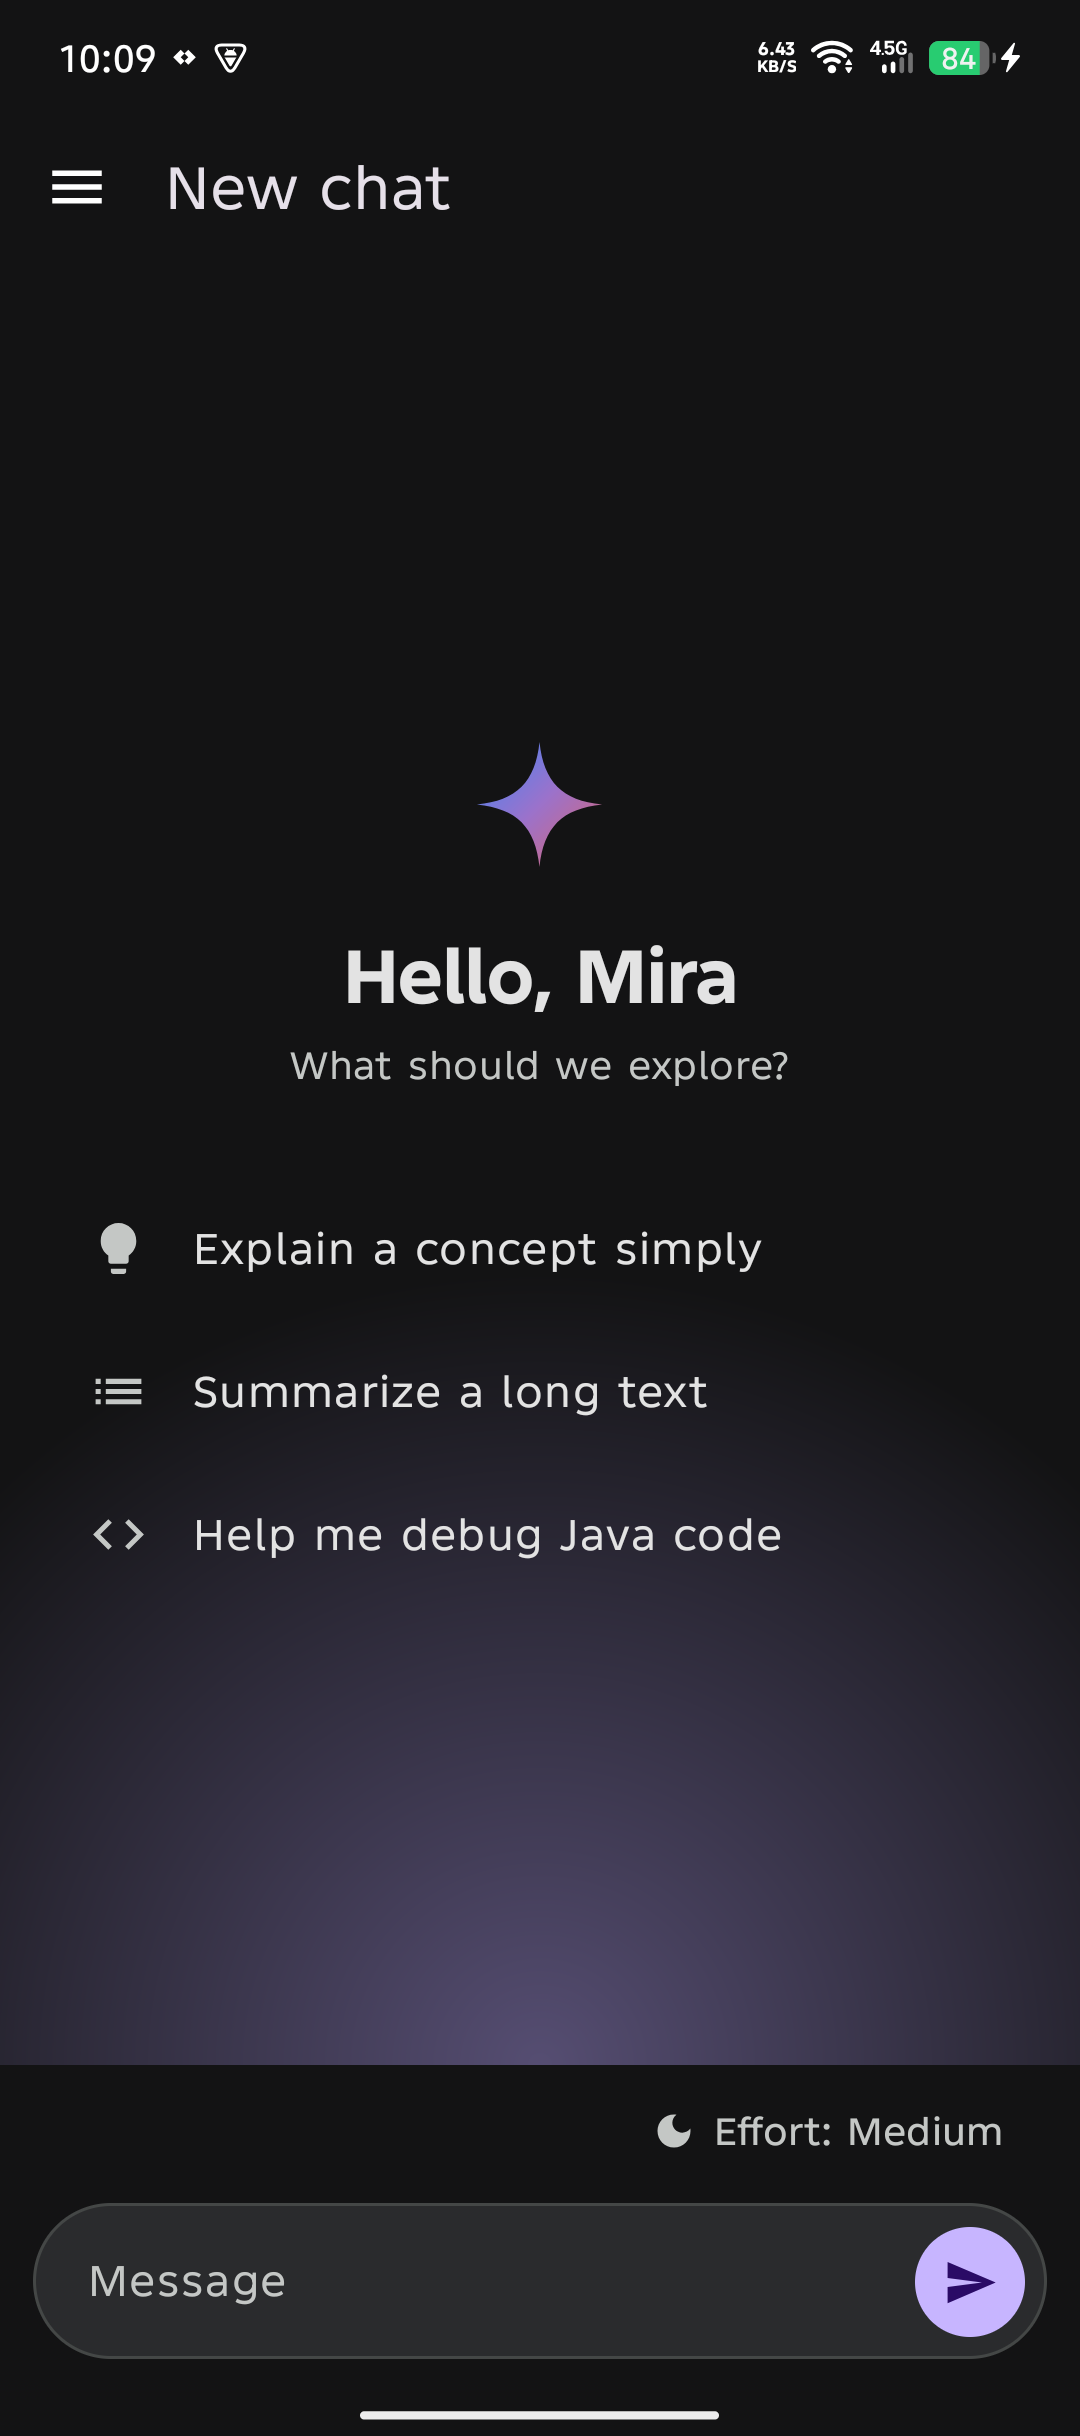 10:09
6.43
KB/S
4.5G
84
New chat
Hello, Mira
What should we explore?
Explain a concept simply
Summarize a long text
Help me debug Java code
Effort: Medium
Message